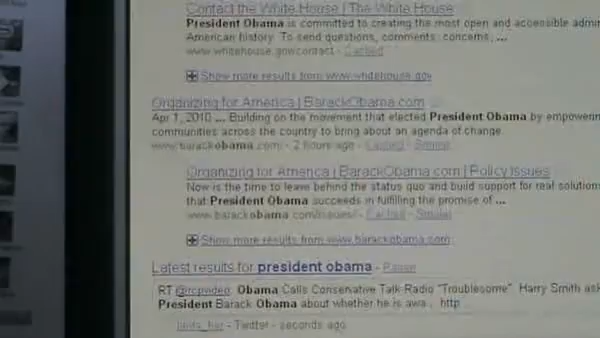 Contact the White House | The White House
President Obama is committed to creating the most open and accessible admin
American history. To send questions, comments, concerns, ...
www.whitehouse.gov/contact - Cached
Show more results from www.whitehouse.gov
Organizing for America | BarackObama.com
Apr 1, 2010 ... Building on the movement that elected President Obama by empowering
communities across the country to bring about an agenda of change.
www.barackobama.com/ - 2 hours ago - Cached - Similar
Organizing for America | BarackObama.com | Policy Issues
Now is the time to leave behind the status quo and build support for real solutions
that President Obama succeeds in fulfilling the promise of ...
www.barackobama.com/issues/ - Cached - Similar
Show more results from www.barackobama.com
Latest results for president obama - Pause
RT @rcpvideo: Obama Calls Conservative Talk Radio "Troublesome": Harry Smith ask
President Barack Obama about whether he is awa... http
- Twitter - seconds ago